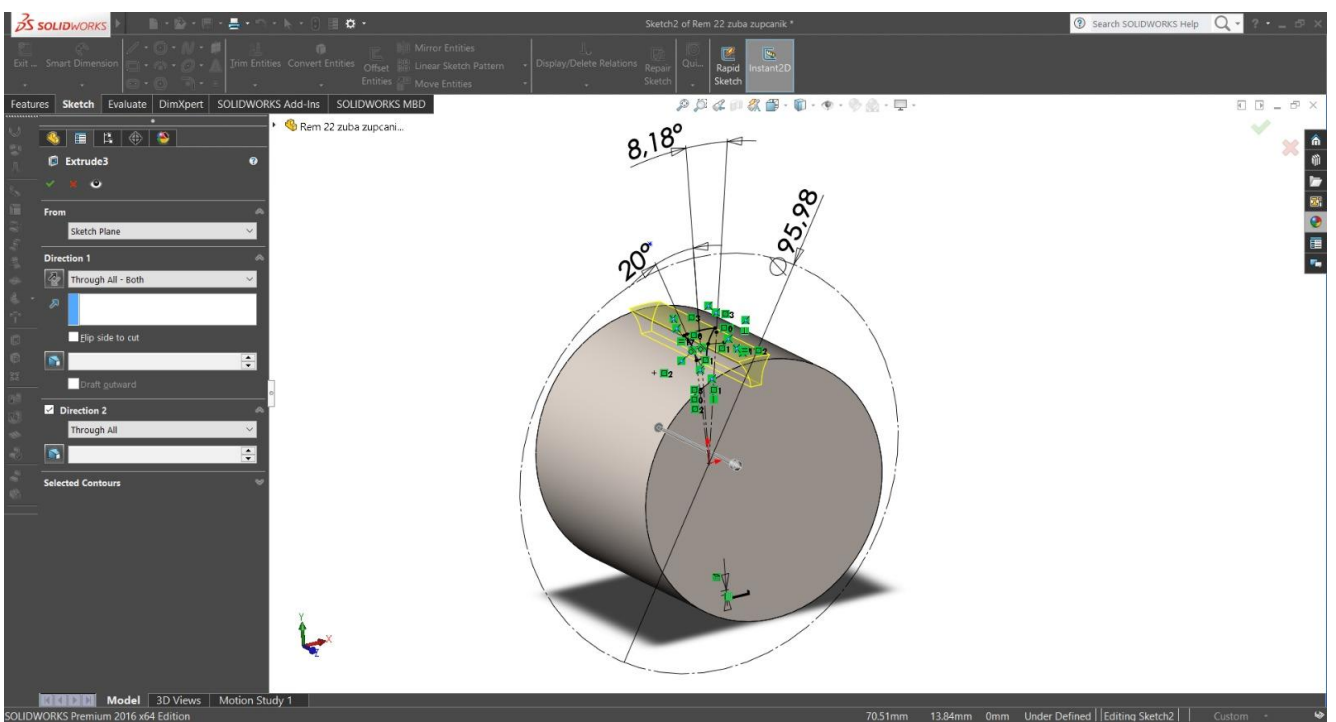 SOLIDWORKS
Sketch2 of Rem 22 zuba zupcanik *
Search SOLIDWORKS Help
Exit ...
Smart Dimension
Trim Entities
Convert Entities
Offset Entities
Mirror Entities
Linear Sketch Pattern
Move Entities
Display/Delete Relations
Repair Sketch
Qui...
Rapid Sketch
Instant2D
Features
Sketch
Evaluate
DimXpert
SOLIDWORKS Add-Ins
SOLIDWORKS MBD
Rem 22 zuba zupcani...
Extrude3
From
Sketch Plane
Direction 1
Through All - Both
Flip side to cut
Draft outward
Direction 2
Through All
Selected Contours
8,18°
20°
Ø 95,98
Y
X
Z
Model
3D Views
Motion Study 1
SOLIDWORKS Premium 2016 x64 Edition
70.51mm
13.84mm
0mm
Under Defined
Editing Sketch2
Custom